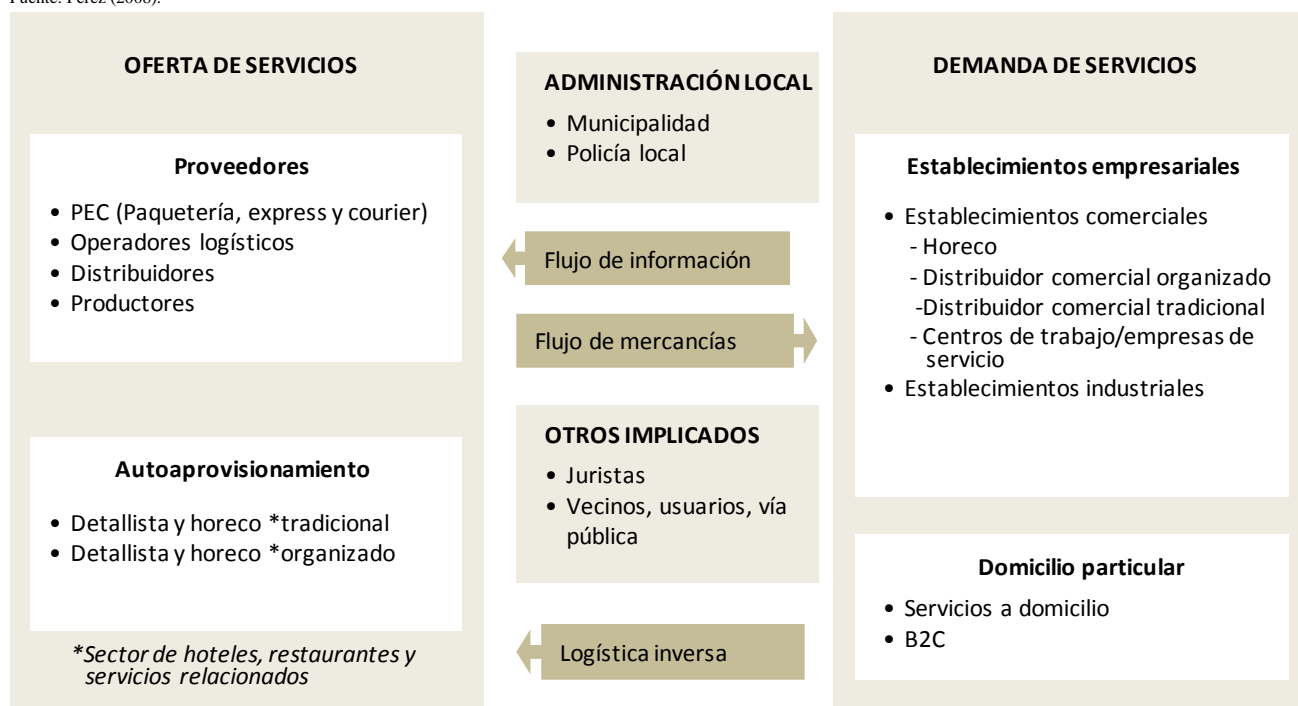 Fuente: Pérez (2008).
OFERTA DE SERVICIOS
Proveedores
• PEC (Paquetería, express y courier)
• Operadores logísticos
• Distribuidores
• Productores
Autoaprovisionamiento
• Detallista y horeco *tradicional
• Detallista y horeco *organizado
*Sector de hoteles, restaurantes y
servicios relacionados
ADMINISTRACIÓN LOCAL
• Municipalidad
• Policía local
Flujo de información
Flujo de mercancías
OTROS IMPLICADOS
• Juristas
• Vecinos, usuarios, vía
pública
Logística inversa
DEMANDA DE SERVICIOS
Establecimientos empresariales
• Establecimientos comerciales
- Horeco
- Distribuidor comercial organizado
-Distribuidor comercial tradicional
- Centros de trabajo/empresas de
servicio
• Establecimientos industriales
Domicilio particular
• Servicios a domicilio
• B2C